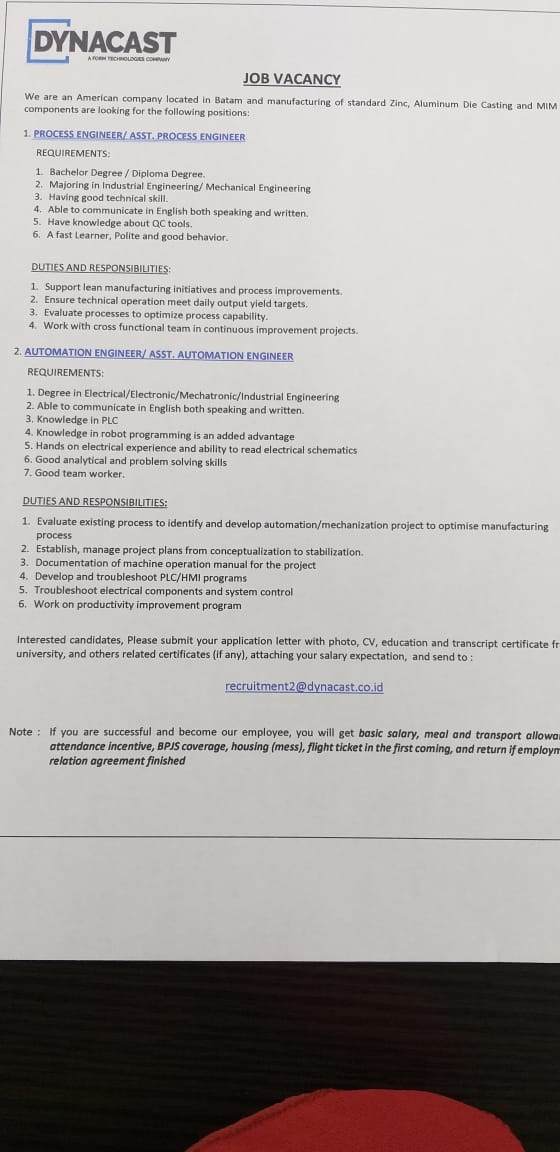 DYNACAST
A FORM TECHNOLOGIES COMPANY
JOB VACANCY
We are an American company located in Batam and manufacturing of standard Zinc, Aluminum Die Casting and MIM
components are looking for the following positions:
1. PROCESS ENGINEER/ ASST. PROCESS ENGINEER
REQUIREMENTS:
1. Bachelor Degree / Diploma Degree.
2. Majoring in Industrial Engineering/ Mechanical Engineering
3. Having good technical skill.
4. Able to communicate in English both speaking and written.
5. Have knowledge about QC tools.
6. A fast Learner, Polite and good behavior.
DUTIES AND RESPONSIBILITIES:
1. Support lean manufacturing initiatives and process improvements.
2. Ensure technical operation meet daily output yield targets.
3. Evaluate processes to optimize process capability.
4. Work with cross functional team in continuous improvement projects.
2. AUTOMATION ENGINEER/ ASST. AUTOMATION ENGINEER
REQUIREMENTS:
1. Degree in Electrical/Electronic/Mechatronic/Industrial Engineering
2. Able to communicate in English both speaking and written.
3. Knowledge in PLC
4. Knowledge in robot programming is an added advantage
5. Hands on electrical experience and ability to read electrical schematics
6. Good analytical and problem solving skills
7. Good team worker.
DUTIES AND RESPONSIBILITIES:
1. Evaluate existing process to identify and develop automation/mechanization project to optimise manufacturing
process
2. Establish, manage project plans from conceptualization to stabilization.
3. Documentation of machine operation manual for the project
4. Develop and troubleshoot PLC/HMI programs
5. Troubleshoot electrical components and system control
6. Work on productivity improvement program
Interested candidates, Please submit your application letter with photo, CV, education and transcript certificate fr
university, and others related certificates (if any), attaching your salary expectation, and send to :
recruitment2@dynacast.co.id
Note : If you are successful and become our employee, you will get basic salary, meal and transport allowa
attendance incentive, BPJS coverage, housing (mess), flight ticket in the first coming, and return if employm
relation agreement finished